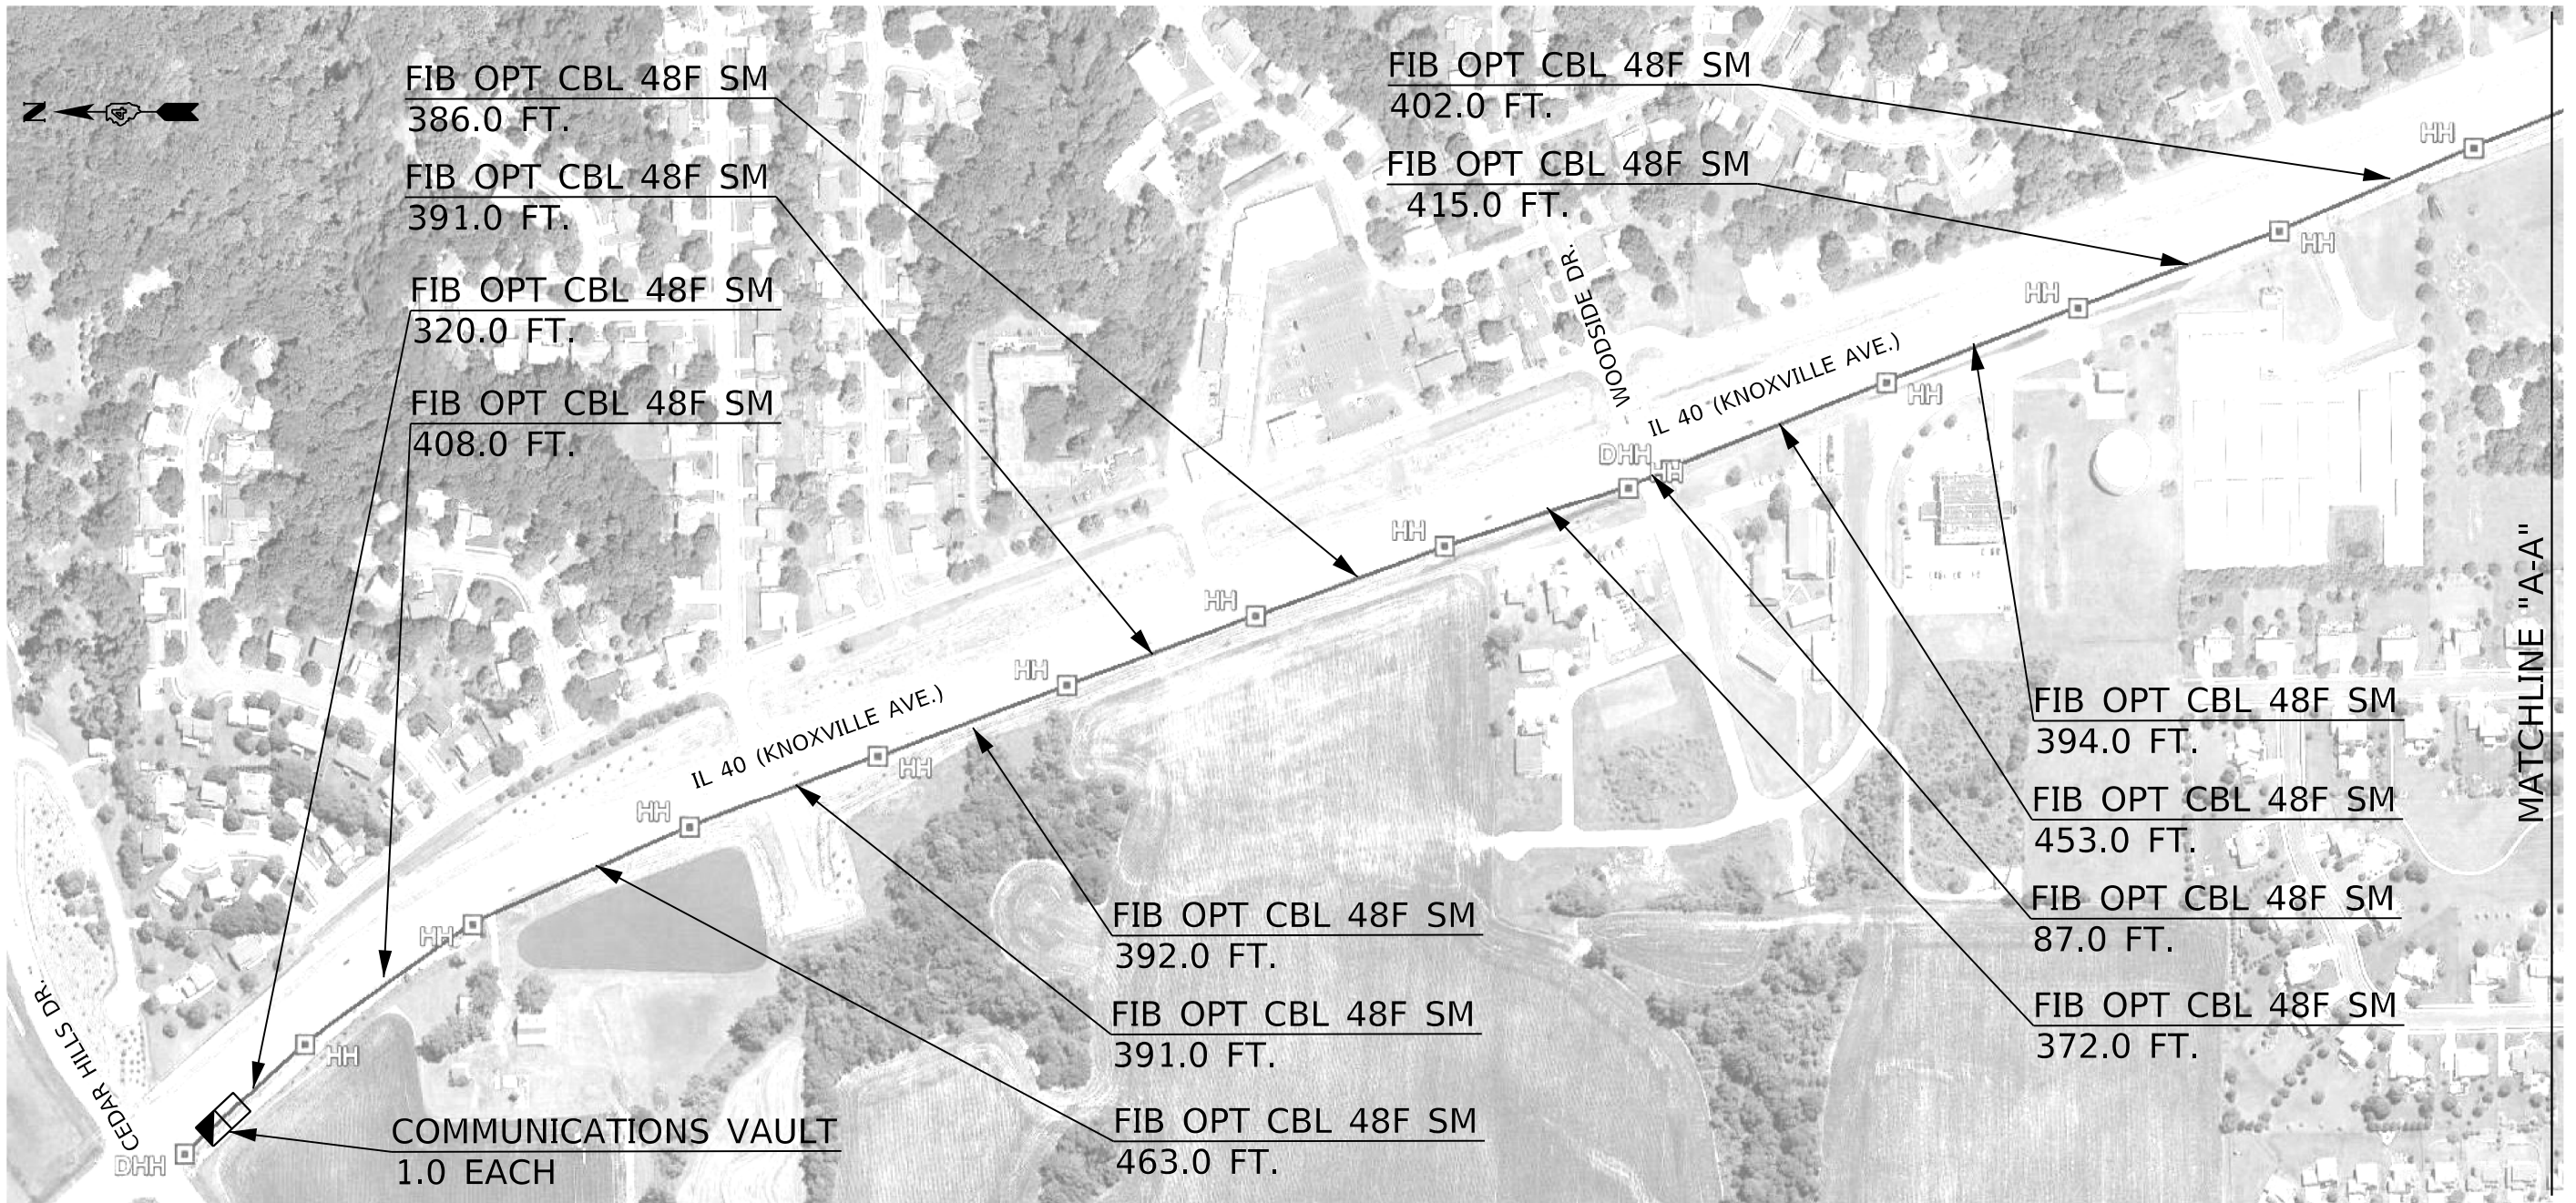 N
FIB OPT CBL 48F SM
386.0 FT.
FIB OPT CBL 48F SM
391.0 FT.
FIB OPT CBL 48F SM
320.0 FT.
FIB OPT CBL 48F SM
408.0 FT.
FIB OPT CBL 48F SM
402.0 FT.
FIB OPT CBL 48F SM
415.0 FT.
HH
HH
HH
WOODSIDE DR.
IL 40 (KNOXVILLE AVE.)
HH
DHH
HH
HH
HH
HH
IL 40 (KNOXVILLE AVE.)
HH
HH
HH
HH
CEDAR HILLS DR.
DHH
COMMUNICATIONS VAULT
1.0 EACH
FIB OPT CBL 48F SM
392.0 FT.
FIB OPT CBL 48F SM
391.0 FT.
FIB OPT CBL 48F SM
463.0 FT.
FIB OPT CBL 48F SM
394.0 FT.
FIB OPT CBL 48F SM
453.0 FT.
FIB OPT CBL 48F SM
87.0 FT.
FIB OPT CBL 48F SM
372.0 FT.
MATCHLINE "A-A"